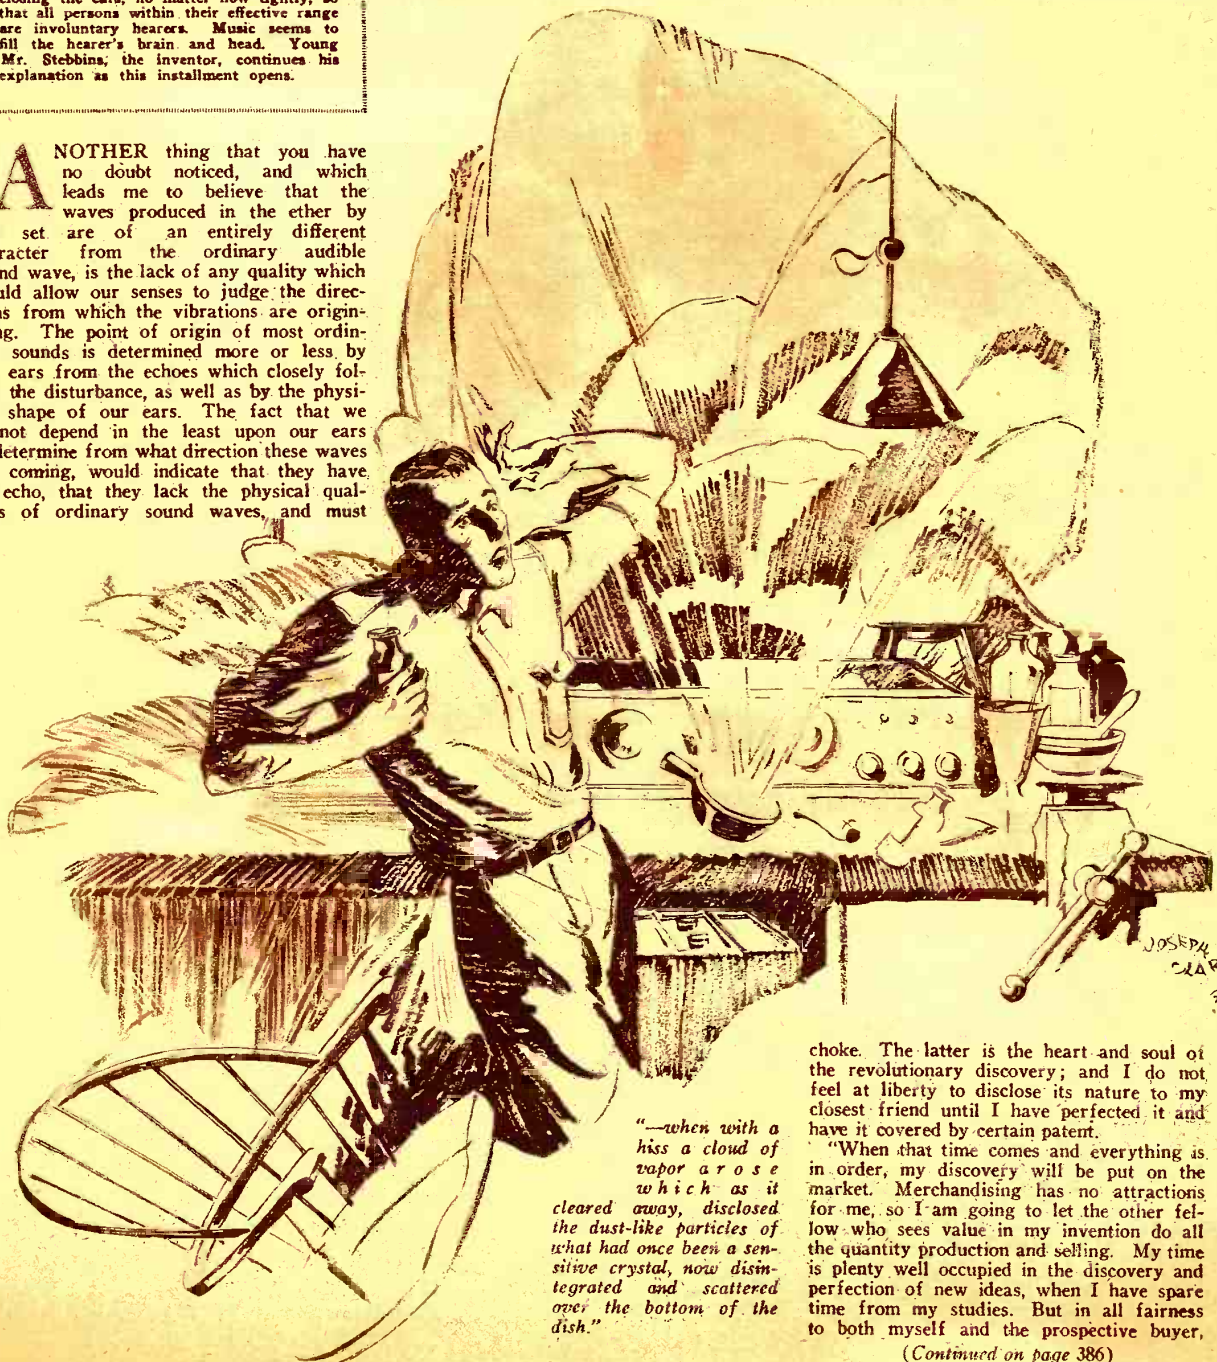 that all persons within their effective range
are involuntary hearers. Music seems to
fill the hearer's brain and head. Young
Mr. Stebbins, the inventor, continues his
explanation as this installment opens.
ANOTHER thing that you have
no doubt noticed, and which
leads me to believe that the
waves produced in the ether by
set are of an entirely different
racter from the ordinary audible
nd wave, is the lack of any quality which
uld allow our senses to judge the direc-
ns from which the vibrations are origin-
ng. The point of origin of most ordin-
sounds is determined more or less by
ears from the echoes which closely fol-
the disturbance, as well as by the physi-
shape of our ears. The fact that we
not depend in the least upon our ears
determine from what direction these waves
coming, would indicate that they have
echo, that they lack the physical qual-
s of ordinary sound waves, and must
JOSEPH
"—when with a
hiss a cloud of
vapor arose
which as it
cleared away, disclosed
the dust-like particles of
what had once been a sen-
sitive crystal, now disin-
tegrated and scattered
over the bottom of the
dish."
choke. The latter is the heart and soul of
the revolutionary discovery; and I do not
feel at liberty to disclose its nature to my
closest friend until I have perfected it and
have it covered by certain patent.
"When that time comes and everything is
in order, my discovery will be put on the
market. Merchandising has no attractions
for me, so I am going to let the other fel-
low who sees value in my invention do all
the quantity production and selling. My time
is plenty well occupied in the discovery and
perfection of new ideas, when I have spare
time from my studies. But in all fairness
to both myself and the prospective buyer,
(Continued on page 386)